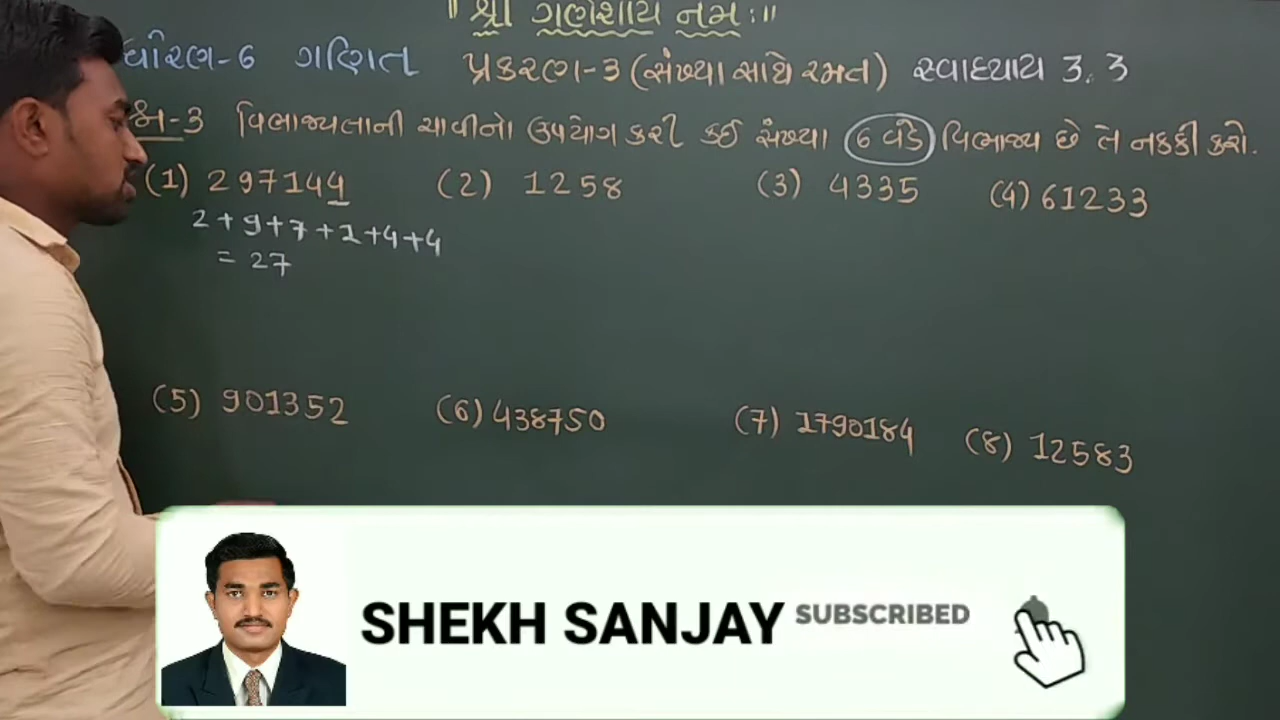 ॥ શ્રી ગણેશાય નમઃ॥
ધોરણ-6 ગણિત પ્રકરણ-3 (સંખ્યા સાથે રમત) સ્વાધ્યાય 3.3
પ્રશ્ન-3 વિભાજ્યતાની ચાવીનો ઉપયોગ કરી કઈ સંખ્યા 6 વડે વિભાજ્ય છે તે નક્કી કરો.
(1) 297144 (2) 1258 (3) 4335 (4) 61233
2+9+7+1+4+4
= 27
(5) 901352 (6) 438750 (7) 1790184 (8) 12583
SHEKH SANJAY SUBSCRIBED